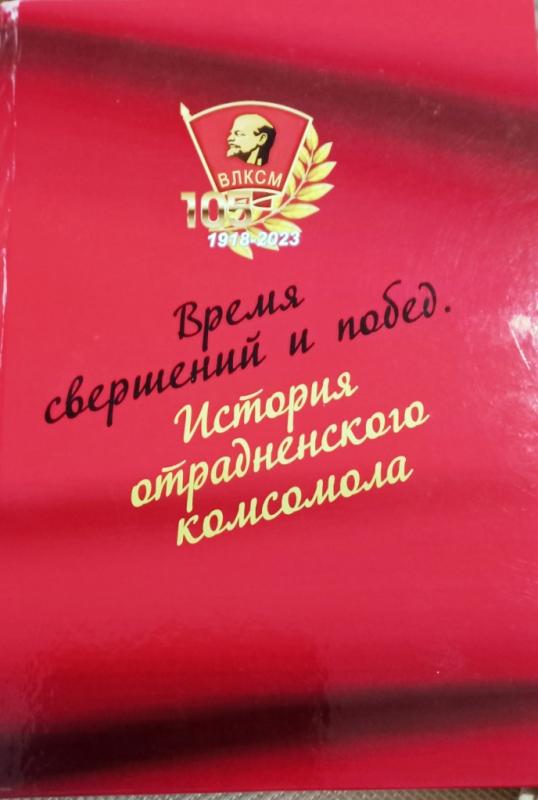 ВЛКСМ
105
1918-2023
Время
свершений и побед.
История
отрадненского
комсомола